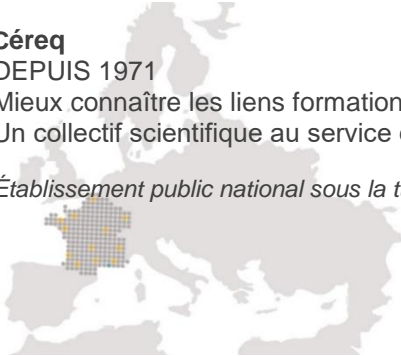 Céreq
DEPUIS 1971
Mieux connaître les liens formation
Un collectif scientifique au service
Établissement public national sous la